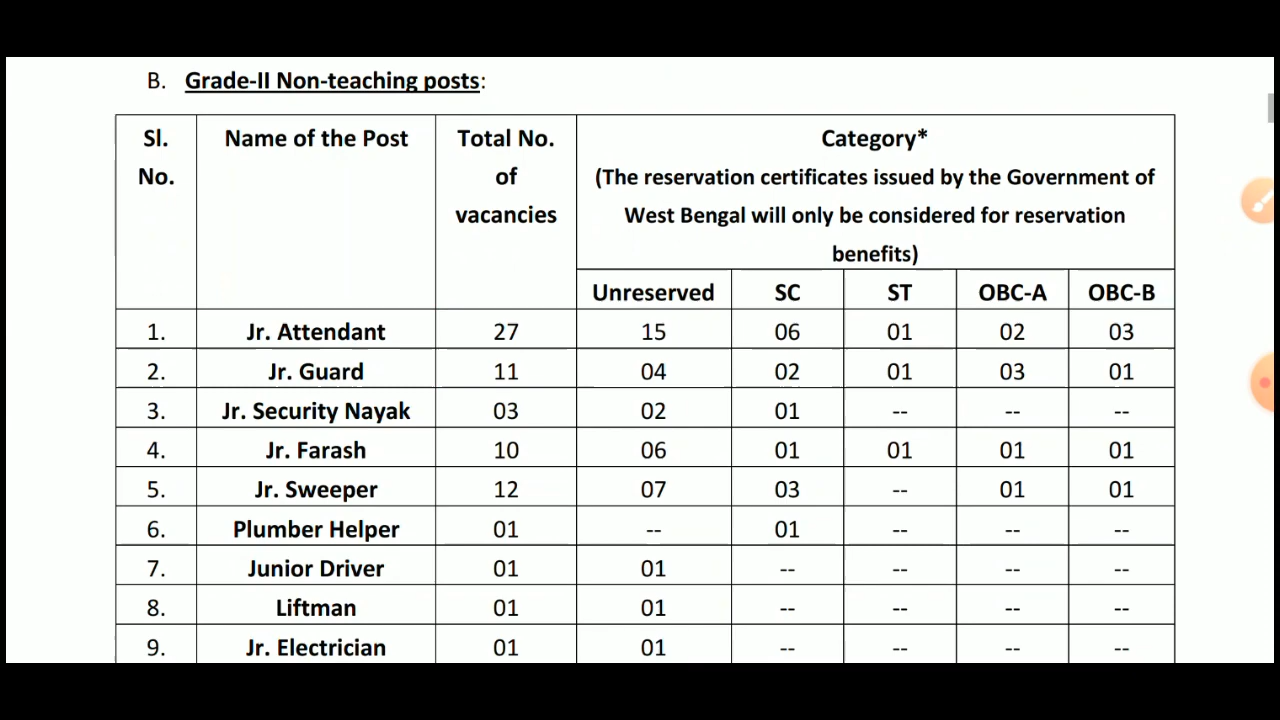 B. Grade-II Non-teaching posts:
Sl. No. Name of the Post Total No. of vacancies Category*
(The reservation certificates issued by the Government of
West Bengal will only be considered for reservation
benefits)
Unreserved SC ST OBC-A OBC-B
1. Jr. Attendant 27 15 06 01 02 03
2. Jr. Guard 11 04 02 01 03 01
3. Jr. Security Nayak 03 02 01 -- -- --
4. Jr. Farash 10 06 01 01 01 01
5. Jr. Sweeper 12 07 03 -- 01 01
6. Plumber Helper 01 -- 01 -- -- --
7. Junior Driver 01 01 -- -- -- --
8. Liftman 01 01 -- -- -- --
9. Jr. Electrician 01 01 -- -- -- --